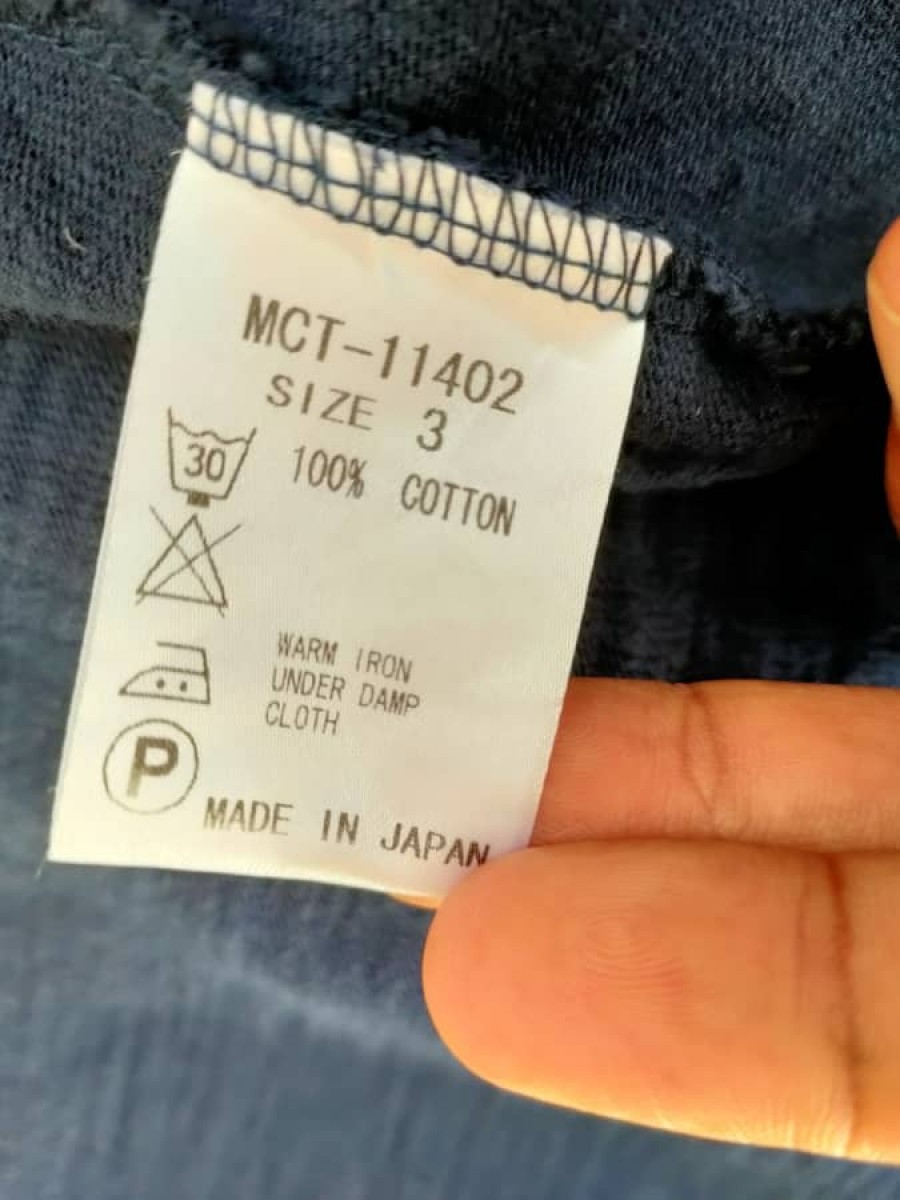 MCT-11402
SIZE 3
30
100% COTTON
WARM IRON
UNDER DAMP
CLOTH
P
MADE IN JAPAN